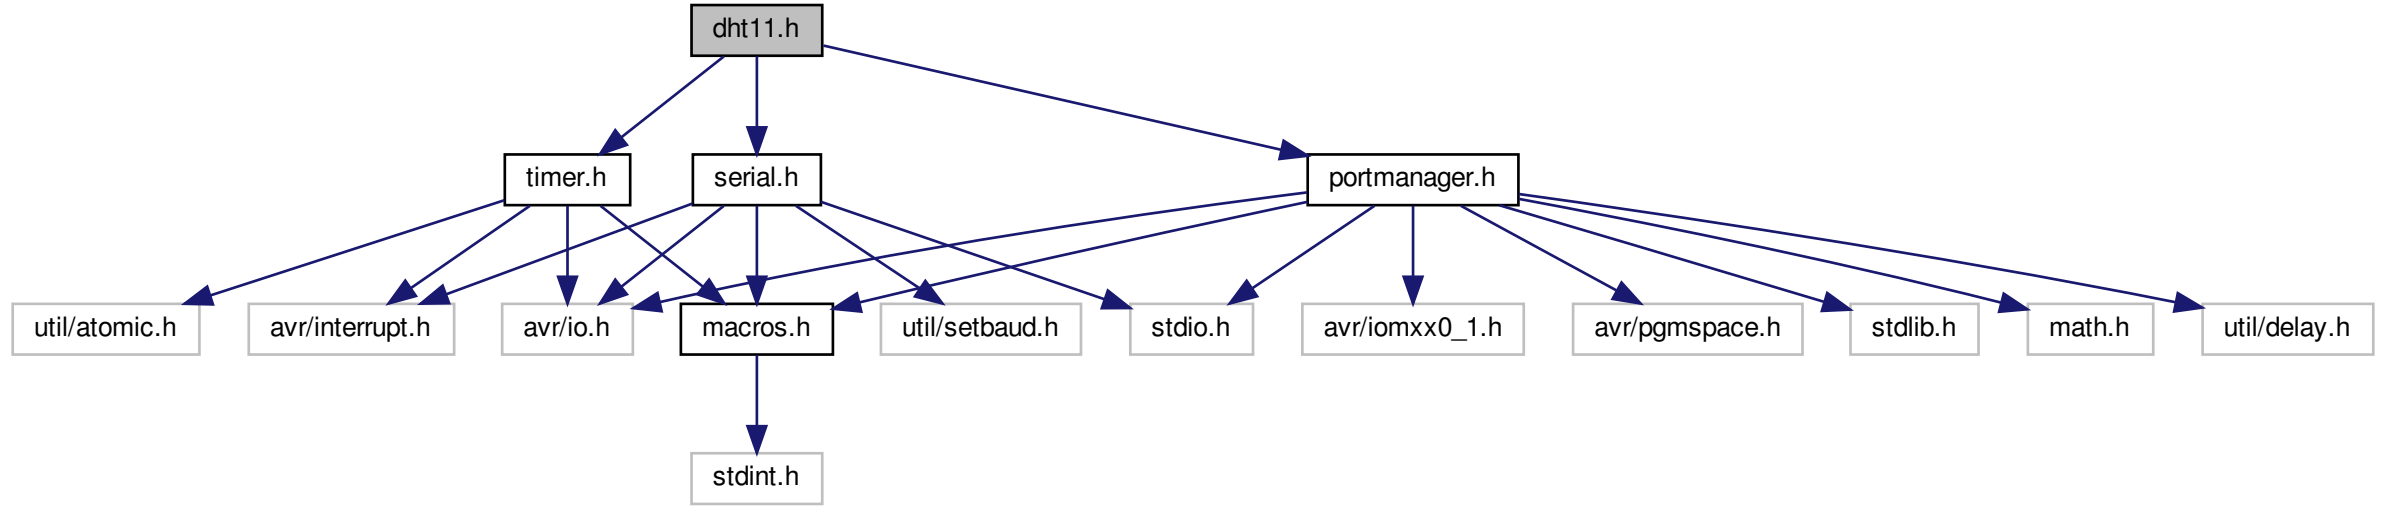 dht11.h
timer.h
serial.h
portmanager.h
util/atomic.h
avr/interrupt.h
avr/io.h
macros.h
util/setbaud.h
stdio.h
avr/iomxx0_1.h
avr/pgmspace.h
stdlib.h
math.h
util/delay.h
stdint.h